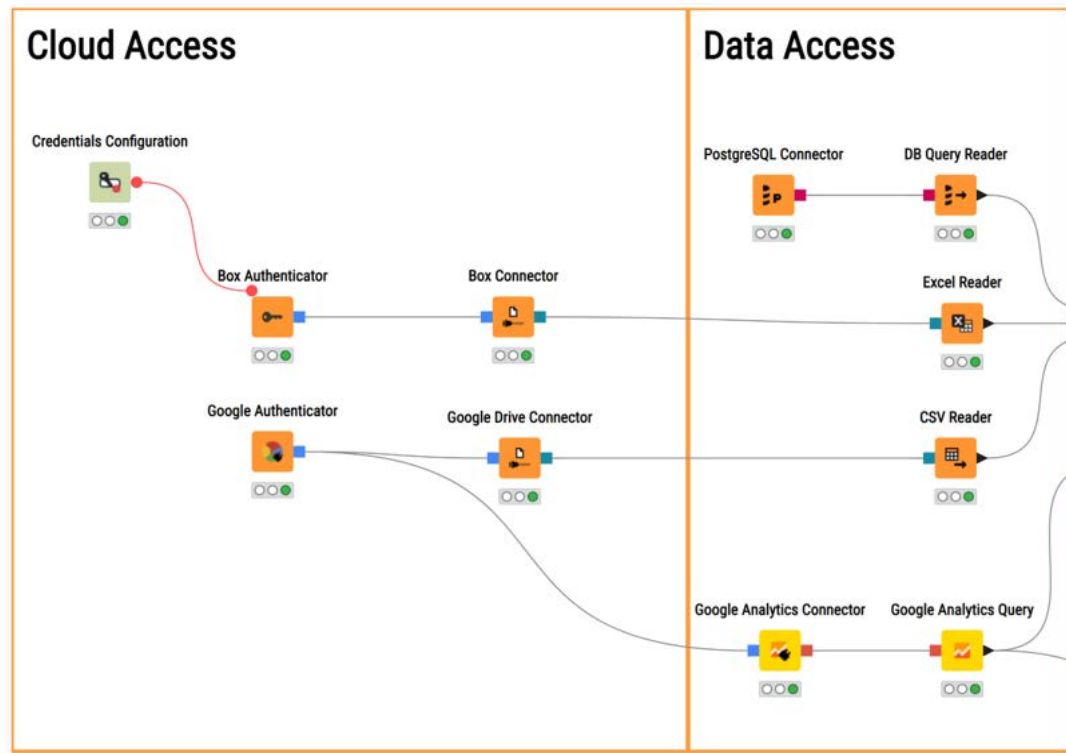 Cloud Access
Data Access
Credentials Configuration
PostgreSQL Connector
DB Query Reader
P
Box Authenticator
Box Connector
Excel Reader
X
Google Authenticator
Google Drive Connector
CSV Reader
Google Analytics Connector
Google Analytics Query